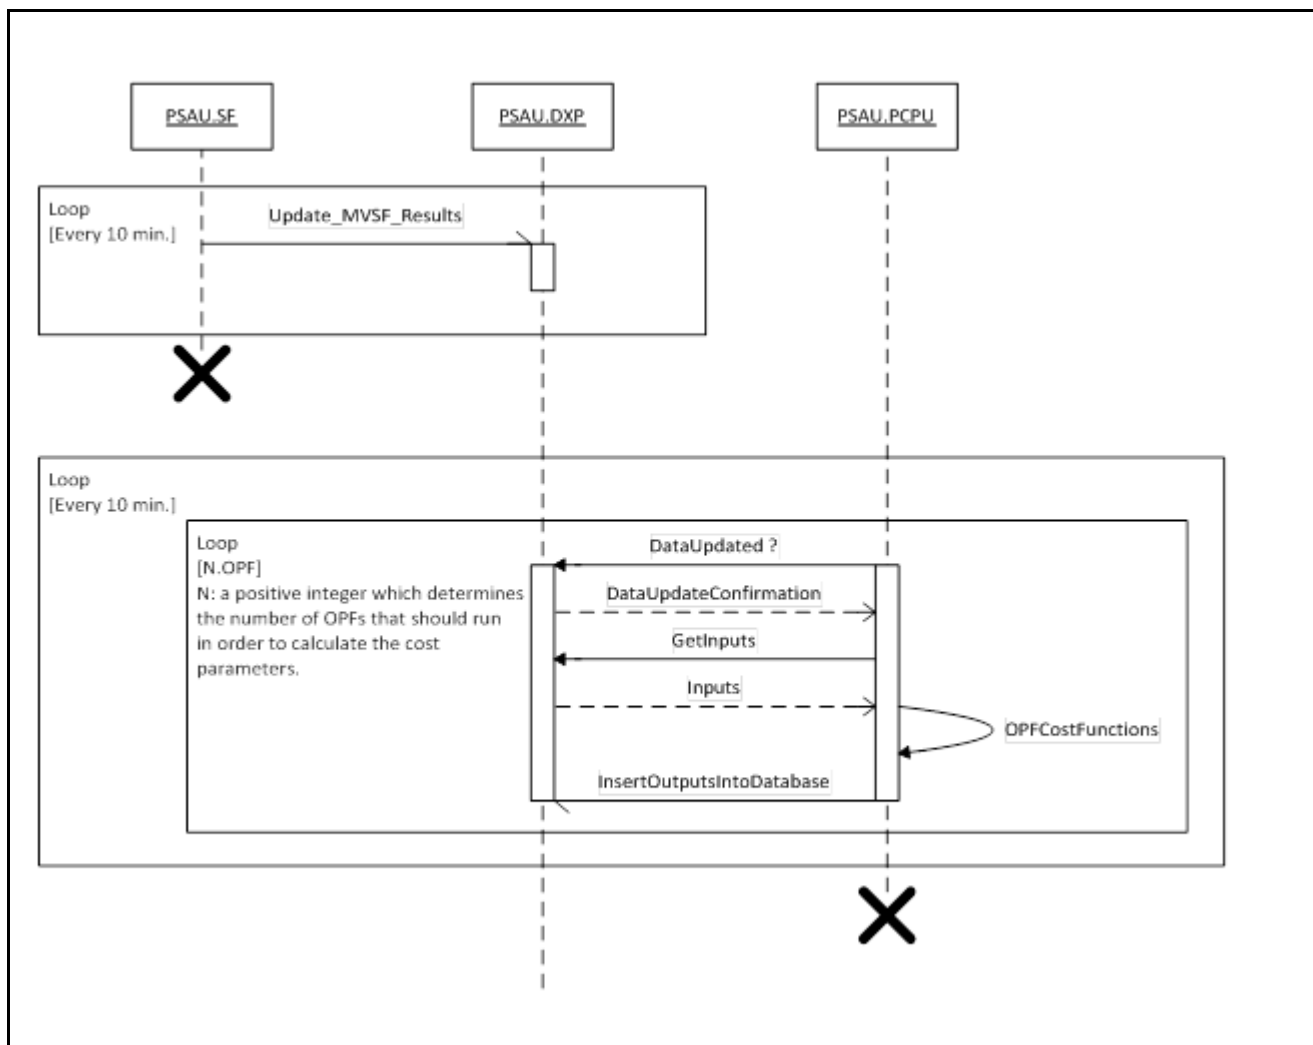 PSAU.SF
PSAU.DXP
PSAU.PCPU
Loop
[Every 10 min.]
Update_MVSF_Results
Loop
[Every 10 min.]
Loop
[N.OPF]
N: a positive integer which determines
the number of OPFs that should run
in order to calculate the cost
parameters.
DataUpdated ?
DataUpdateConfirmation
GetInputs
Inputs
OPFCostFunctions
InsertOutputsIntoDatabase